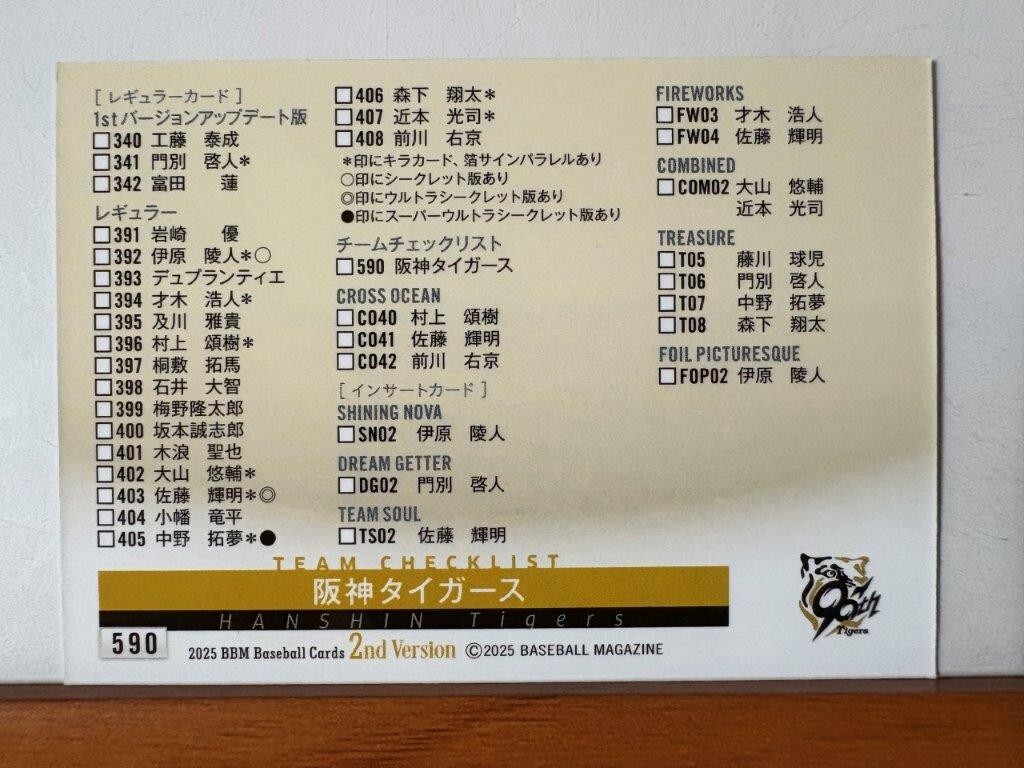 [ レギュラーカード ]
1stバージョンアップデート版
□340 工藤 泰成
□341 門別 啓人*
□342 富田 蓮
レギュラー
□391 岩崎 優
□392 伊原 陵人*○
□393 デュプランティエ
□394 才木 浩人*
□395 及川 雅貴
□396 村上 頌樹*
□397 桐敷 拓馬
□398 石井 大智
□399 梅野隆太郎
□400 坂本誠志郎
□401 木浪 聖也
□402 大山 悠輔*
□403 佐藤 輝明*◎
□404 小幡 竜平
□405 中野 拓夢*●
□406 森下 翔太*
□407 近本 光司*
□408 前川 右京
*印にキラカード、箔サインパラレルあり
○印にシークレット版あり
◎印にウルトラシークレット版あり
●印にスーパーウルトラシークレット版あり
チームチェックリスト
□590 阪神タイガース
CROSS OCEAN
□CO40 村上 頌樹
□CO41 佐藤 輝明
□CO42 前川 右京
[ インサートカード ]
SHINING NOVA
□SN02 伊原 陵人
DREAM GETTER
□DG02 門別 啓人
TEAM SOUL
□TS02 佐藤 輝明
FIREWORKS
□FW03 才木 浩人
□FW04 佐藤 輝明
COMBINED
□COM02 大山 悠輔
近本 光司
TREASURE
□T05 藤川 球児
□T06 門別 啓人
□T07 中野 拓夢
□T08 森下 翔太
FOIL PICTURESQUE
□FOP02 伊原 陵人
TEAM CHECKLIST
阪神タイガース
HANSHIN Tigers
590
2025 BBM Baseball Cards 2nd Version ©2025 BASEBALL MAGAZINE
90th
Tigers